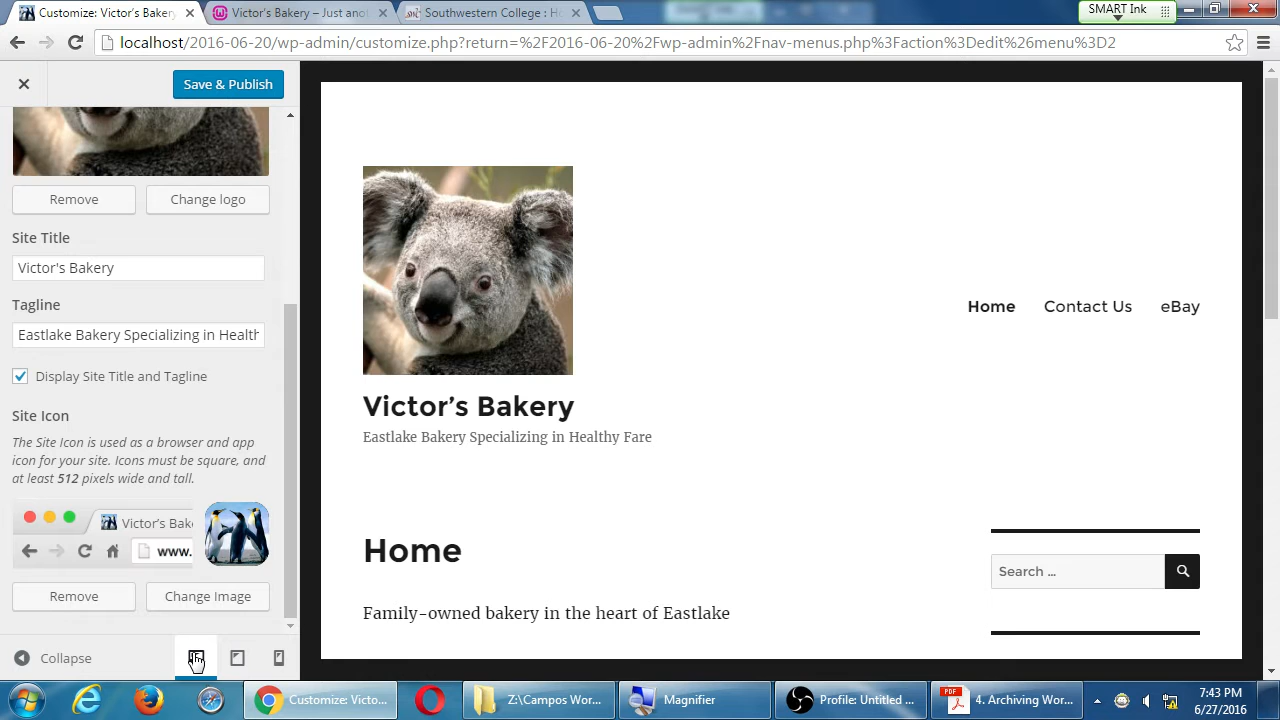 Customize: Victor's Bakery
Victor's Bakery – Just anot
Southwestern College : H
SMART Ink
localhost/2016-06-20/wp-admin/customize.php?return=%2F2016-06-20%2Fwp-admin%2Fnav-menus.php%3Faction%3Dedit%26menu%3D2
Save & Publish
Remove
Change logo
Site Title
Victor's Bakery
Tagline
Eastlake Bakery Specializing in Health
Display Site Title and Tagline
Site Icon
The Site Icon is used as a browser and app
icon for your site. Icons must be square, and
at least 512 pixels wide and tall.
Victor's Bake
www.
Remove
Change Image
Collapse
Home
Contact Us
eBay
Victor's Bakery
Eastlake Bakery Specializing in Healthy Fare
Home
Search ...
Family-owned bakery in the heart of Eastlake
Customize: Victo...
Z:\Campos Wor...
Magnifier
Profile: Untitled ...
PDF
4. Archiving Wor...
7:43 PM
6/27/2016